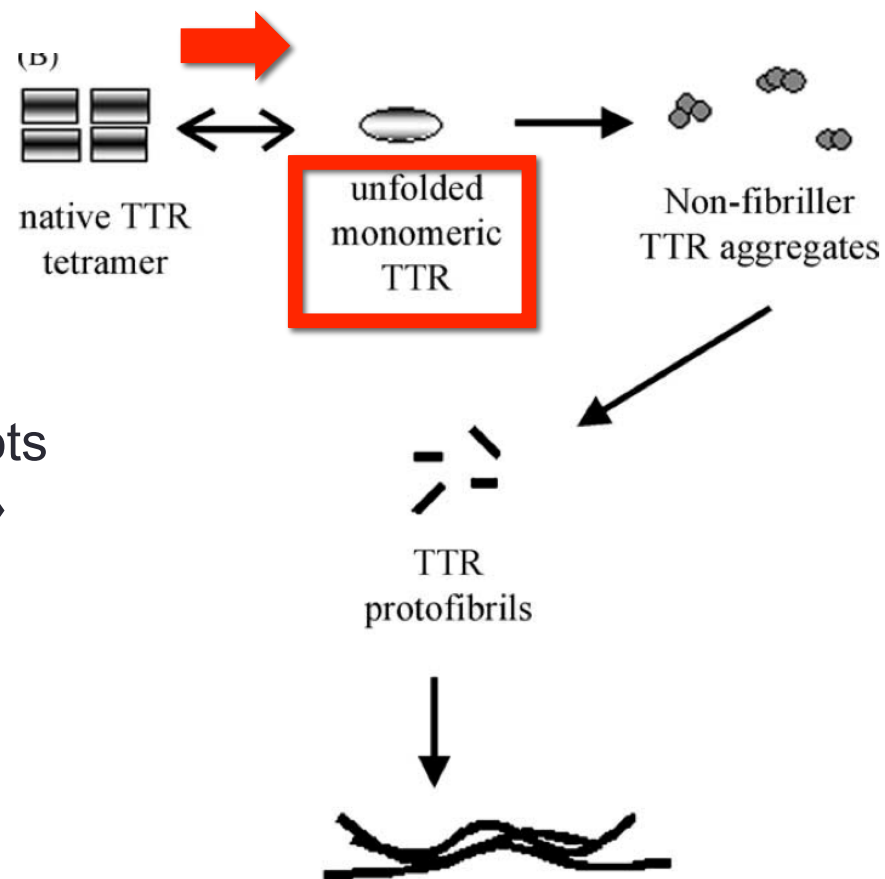 (B)
native TTR
tetramer
unfolded
monomeric
TTR
Non-fibriller
TTR aggregates
TTR
protofibrils